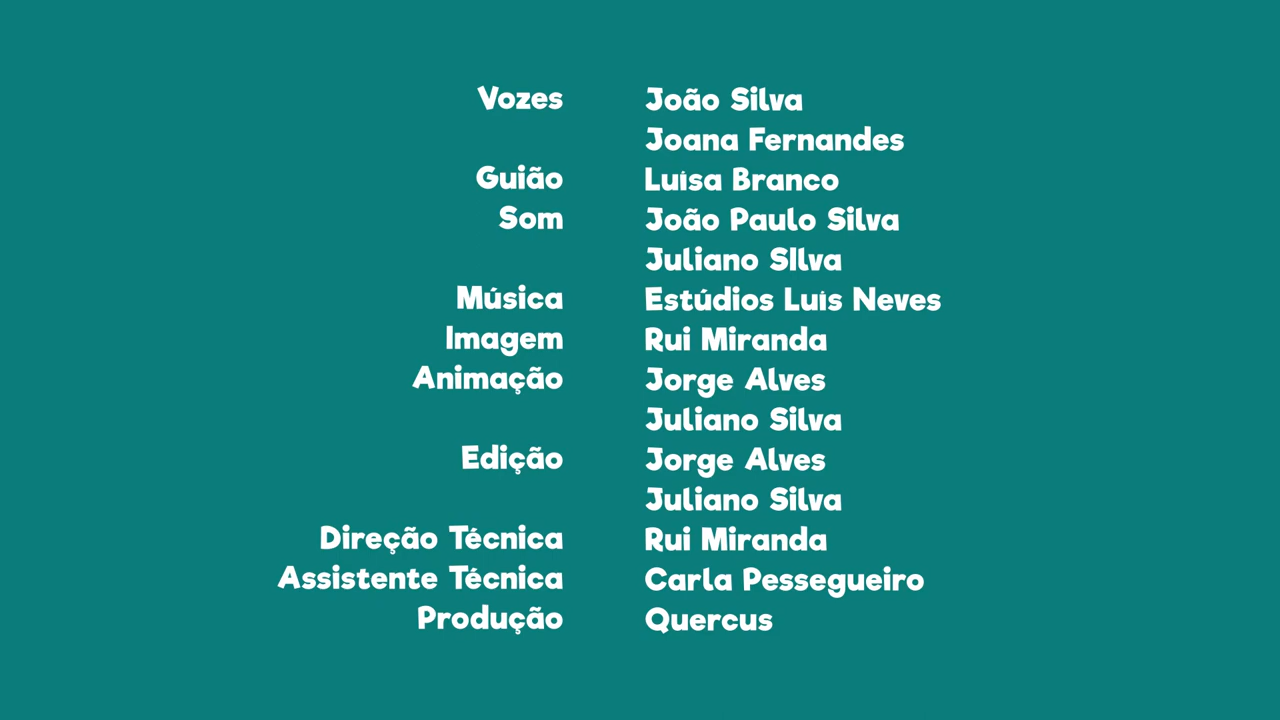 Vozes João Silva
Joana Fernandes
Guião Luísa Branco
Som João Paulo Silva
Juliano SIlva
Música Estúdios Luís Neves
Imagem Rui Miranda
Animação Jorge Alves
Juliano Silva
Edição Jorge Alves
Juliano Silva
Direção Técnica Rui Miranda
Assistente Técnica Carla Pessegueiro
Produção Quercus